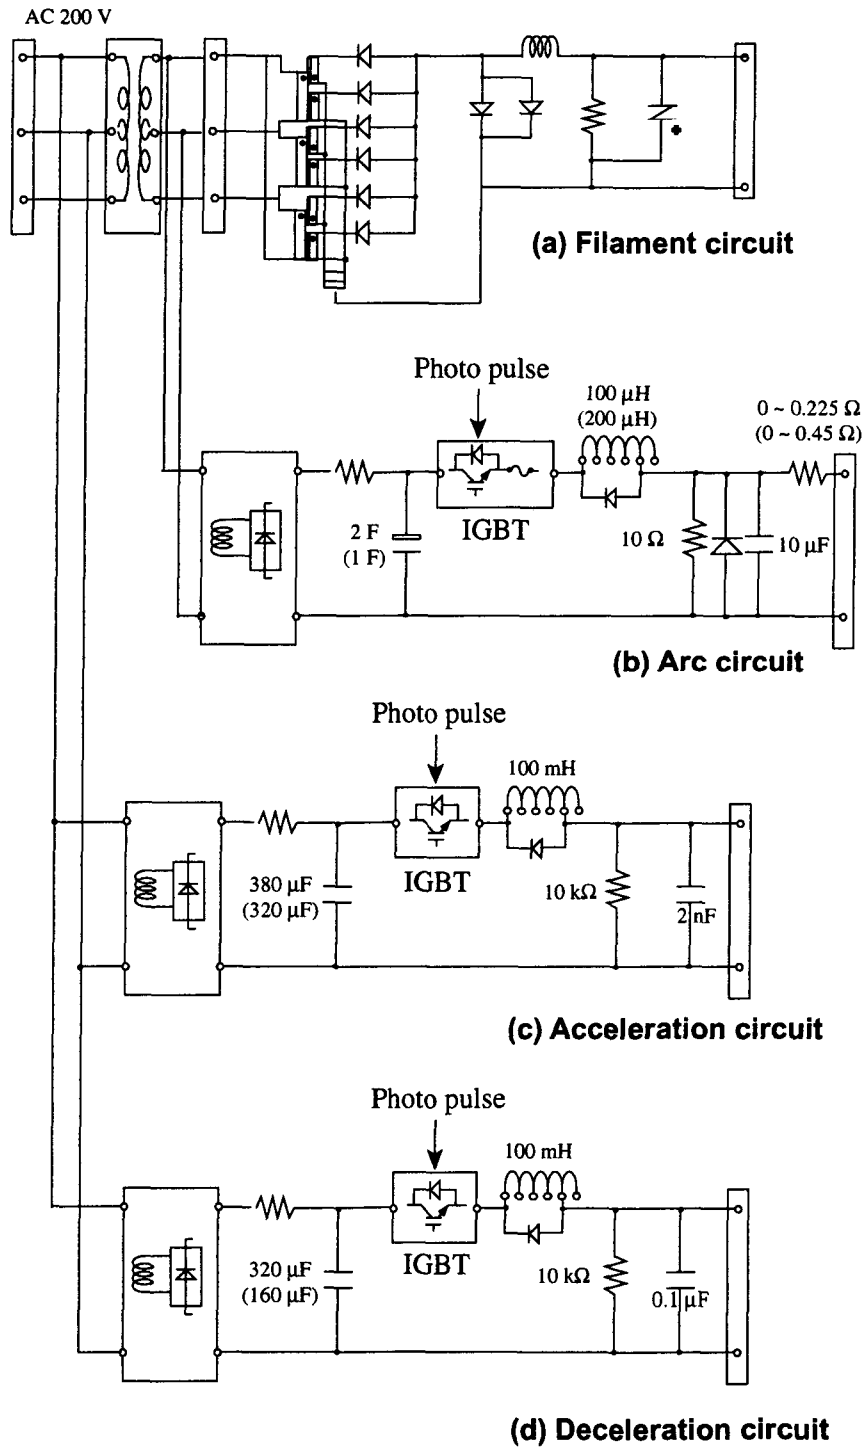 AC 200 V
(a) Filament circuit
Photo pulse
100 μH
(200 μH)
0 ~ 0.225 Ω
(0 ~ 0.45 Ω)
IGBT
2 F
(1 F)
10 Ω
10 μF
(b) Arc circuit
Photo pulse
100 mH
IGBT
380 μF
(320 μF)
10 kΩ
2 nF
(c) Acceleration circuit
Photo pulse
100 mH
IGBT
320 μF
(160 μF)
10 kΩ
0.1 μF
(d) Deceleration circuit